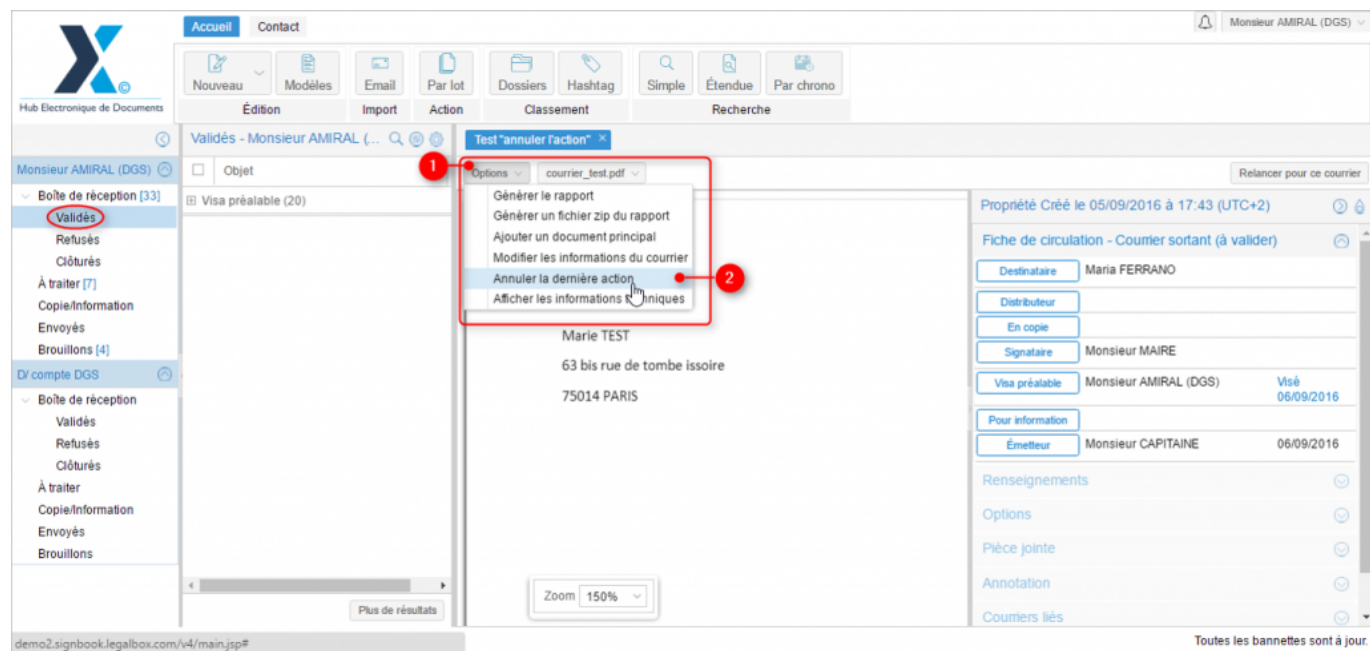 Accueil Contact
Monsieur AMIRAL (DGS)
Nouveau Modèles Email Par lot Dossiers Hashtag Simple Étendue Par chrono
Édition Import Action Classement Recherche
X ©
Hub Electronique de Documents
Monsieur AMIRAL (DGS)
Boîte de réception [33]
Validés
Refusés
Clôturés
À traiter [7]
Copie/Information
Envoyés
Brouillons [4]
D/ compte DGS
Boîte de réception
Validés
Refusés
Clôturés
À traiter
Copie/Information
Envoyés
Brouillons
Validés - Monsieur AMIRAL (...
Objet
Visa préalable (20)
Plus de résultats
Test "annuler l'action" ×
1
Options courrier_test.pdf
Relancer pour ce courrier
Générer le rapport
Générer un fichier zip du rapport
Ajouter un document principal
Modifier les informations du courrier
Annuler la dernière action
2
Afficher les informations techniques
Marie TEST
63 bis rue de tombe issoire
75014 PARIS
Zoom 150%
Propriété Créé le 05/09/2016 à 17:43 (UTC+2)
Fiche de circulation - Courrier sortant (à valider)
Destinataire Maria FERRANO
Distributeur
En copie
Signataire Monsieur MAIRE
Visa préalable Monsieur AMIRAL (DGS) Visé
06/09/2016
Pour information
Émetteur Monsieur CAPITAINE 06/09/2016
Renseignements
Options
Pièce jointe
Annotation
Courriers liés
demo2.signbook.legalbox.com/v4/main.jsp#
Toutes les bannettes sont à jour.